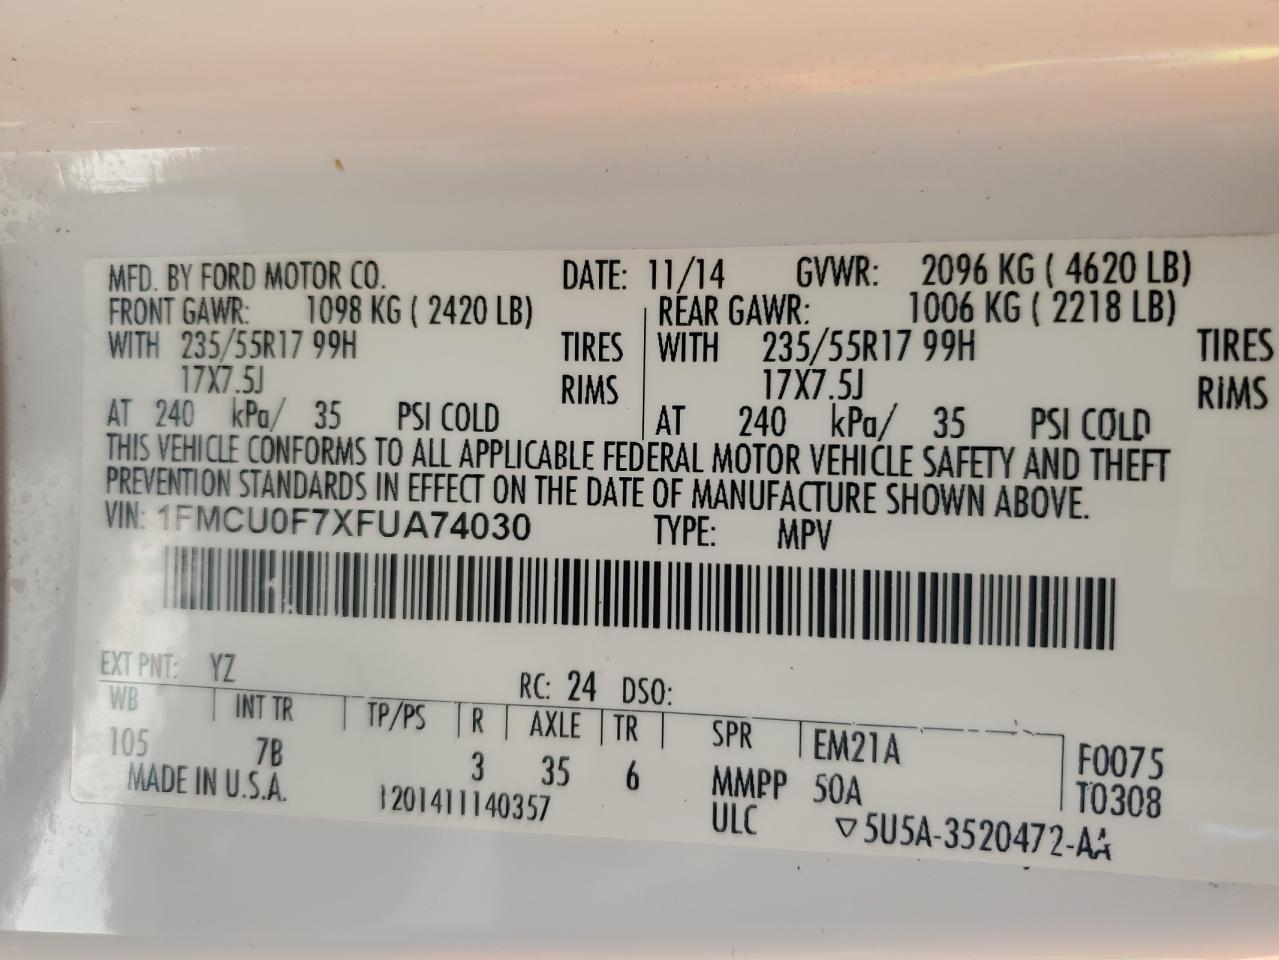 MFD. BY FORD MOTOR CO. DATE: 11/14 GVWR: 2096 KG ( 4620 LB)
FRONT GAWR: 1098 KG ( 2420 LB) REAR GAWR: 1006 KG ( 2218 LB)
WITH 235/55R17 99H TIRES WITH 235/55R17 99H TIRES
17X7.5J RIMS 17X7.5J RIMS
AT 240 kPa/ 35 PSI COLD AT 240 kPa/ 35 PSI COLD
THIS VEHICLE CONFORMS TO ALL APPLICABLE FEDERAL MOTOR VEHICLE SAFETY AND THEFT
PREVENTION STANDARDS IN EFFECT ON THE DATE OF MANUFACTURE SHOWN ABOVE.
VIN: 1FMCU0F7XFUA74030 TYPE: MPV
EXT PNT: YZ RC: 24 DSO:
WB INT TR TP/PS R AXLE TR SPR EM21A F0075
105 7B 3 35 6 MMPP 50A T0308
MADE IN U.S.A. 1201411140357 ULC ▽5U5A-3520472-AA